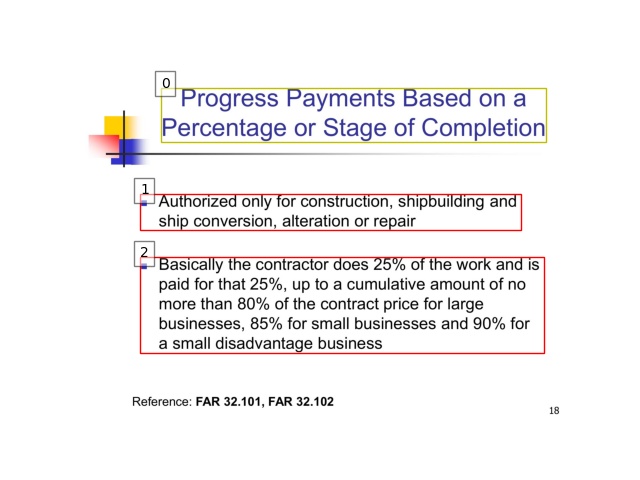 0
Progress Payments Based on a
Percentage or Stage of Completion
1
Authorized only for construction, shipbuilding and
ship conversion, alteration or repair
2
Basically the contractor does 25% of the work and is
paid for that 25%, up to a cumulative amount of no
more than 80% of the contract price for large
businesses, 85% for small businesses and 90% for
a small disadvantage business
Reference: FAR 32.101, FAR 32.102
18